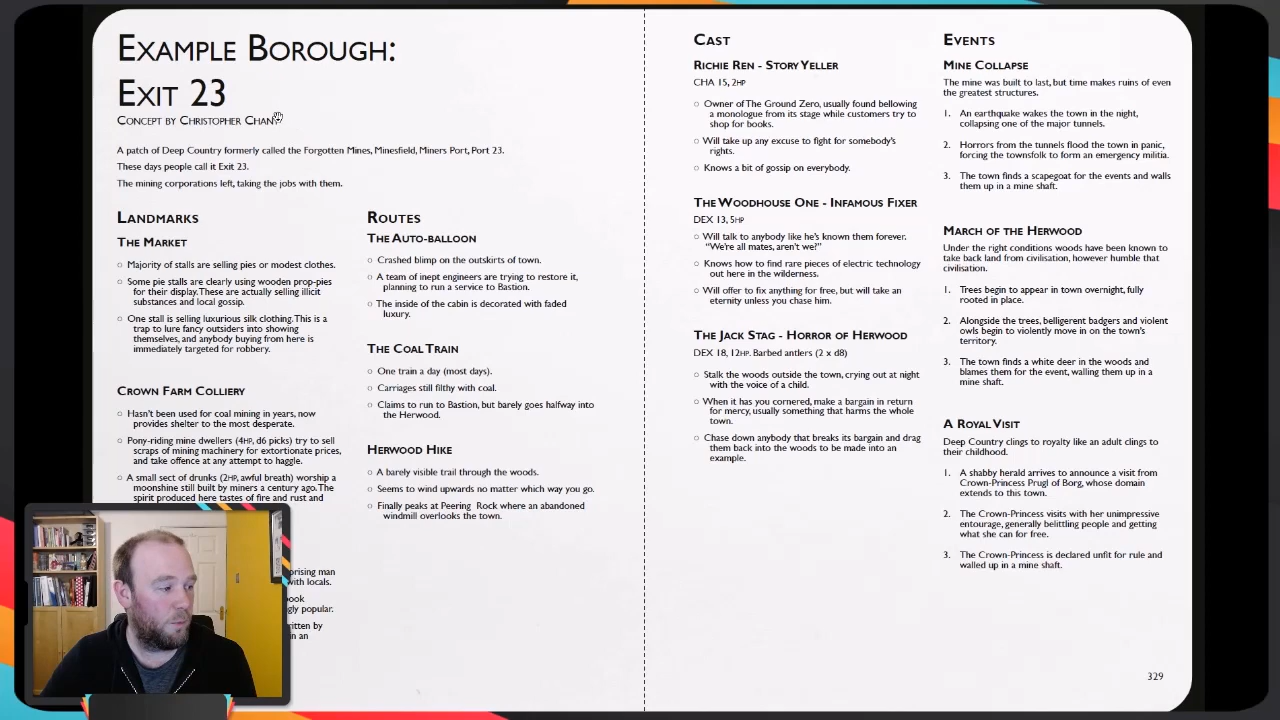 Example Borough:
Exit 23
Concept by Christopher Chan
A patch of Deep Country formerly called the Forgotten Mines, Minesfield, Miners Port, Port 23.
These days people call it Exit 23.
The mining corporations left, taking the jobs with them.
Landmarks
The Market
○ Majority of stalls are selling pies or modest clothes.
○ Some pie stalls are clearly using wooden prop-pies
for their display. These are actually selling illicit
substances and local gossip.
○ One stall is selling luxurious silk clothing. This is a
trap to lure fancy outsiders into showing
themselves, and anybody buying from here is
immediately targeted for robbery.
Crown Farm Colliery
○ Hasn't been used for coal mining in years, now
provides shelter to the most desperate.
○ Pony-riding mine dwellers (4HP, d6 picks) try to sell
scraps of mining machinery for extortionate prices,
and take offence at any attempt to haggle.
○ A small sect of drunks (2HP, awful breath) worship a
moonshine still built by miners a century ago. The
spirit produced here tastes of fire and rust and
prising man
with locals.
book
gly popular.
itten by
in an
Routes
The Auto-balloon
○ Crashed blimp on the outskirts of town.
○ A team of inept engineers are trying to restore it,
planning to run a service to Bastion.
○ The inside of the cabin is decorated with faded
luxury.
The Coal Train
○ One train a day (most days).
○ Carriages still filthy with coal.
○ Claims to run to Bastion, but barely goes halfway into
the Herwood.
Herwood Hike
○ A barely visible trail through the woods.
○ Seems to wind upwards no matter which way you go.
○ Finally peaks at Peering Rock where an abandoned
windmill overlooks the town.
Cast
Richie Ren - Story Yeller
CHA 15, 2HP
○ Owner of The Ground Zero, usually found bellowing
a monologue from its stage while customers try to
shop for books.
○ Will take up any excuse to fight for somebody's
rights.
○ Knows a bit of gossip on everybody.
The Woodhouse One - Infamous Fixer
DEX 13, 5HP
○ Will talk to anybody like he's known them forever.
"We're all mates, aren't we?"
○ Knows how to find rare pieces of electric technology
out here in the wilderness.
○ Will offer to fix anything for free, but will take an
eternity unless you chase him.
The Jack Stag - Horror of Herwood
DEX 18, 12HP. Barbed antlers (2 x d8)
○ Stalk the woods outside the town, crying out at night
with the voice of a child.
○ When it has you cornered, make a bargain in return
for mercy, usually something that harms the whole
town.
○ Chase down anybody that breaks its bargain and drag
them back into the woods to be made into an
example.
Events
Mine Collapse
The mine was built to last, but time makes ruins of even
the greatest structures.
1. An earthquake wakes the town in the night,
collapsing one of the major tunnels.
2. Horrors from the tunnels flood the town in panic,
forcing the townsfolk to form an emergency militia.
3. The town finds a scapegoat for the events and walls
them up in a mine shaft.
March of the Herwood
Under the right conditions woods have been known to
take back land from civilisation, however humble that
civilisation.
1. Trees begin to appear in town overnight, fully
rooted in place.
2. Alongside the trees, belligerent badgers and violent
owls begin to violently move in on the town's
territory.
3. The town finds a white deer in the woods and
blames them for the event, walling them up in a
mine shaft.
A Royal Visit
Deep Country clings to royalty like an adult clings to
their childhood.
1. A shabby herald arrives to announce a visit from
Crown-Princess Prugl of Borg, whose domain
extends to this town.
2. The Crown-Princess visits with her unimpressive
entourage, generally belittling people and getting
what she can for free.
3. The Crown-Princess is declared unfit for rule and
walled up in a mine shaft.
329